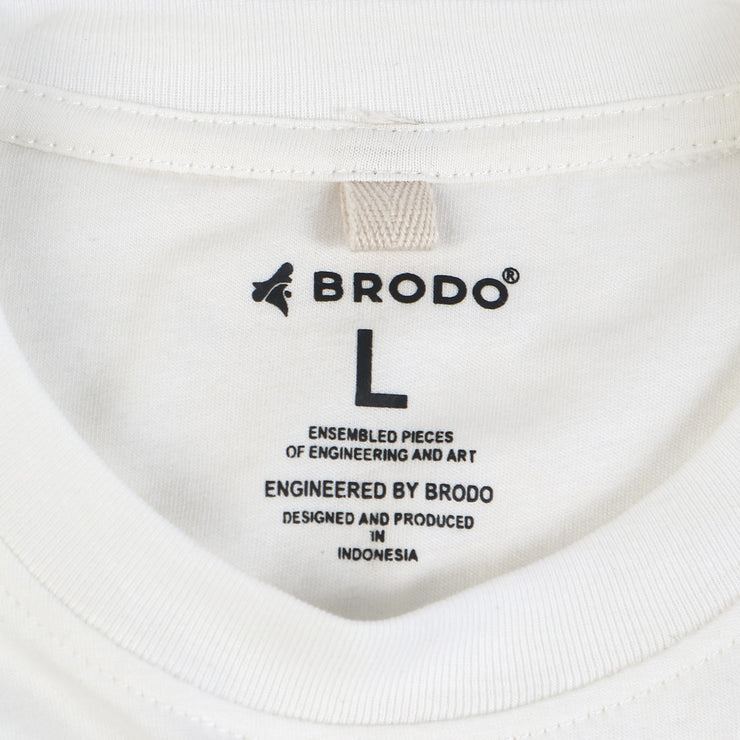 BRODO®
L
ENSEMBLED PIECES
OF ENGINEERING AND ART
ENGINEERED BY BRODO
DESIGNED AND PRODUCED
IN
INDONESIA